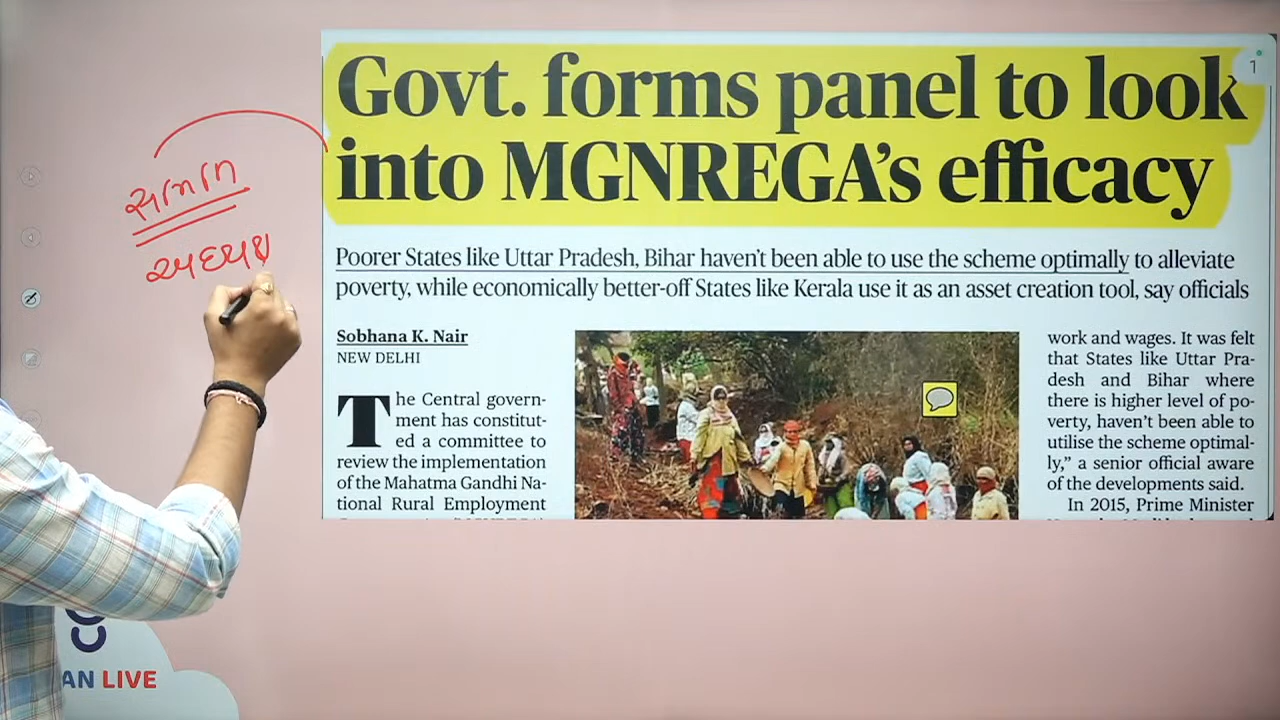 સમિતિ
અધ્યક્ષ
Govt. forms panel to look
into MGNREGA’s efficacy
1
Poorer States like Uttar Pradesh, Bihar haven’t been able to use the scheme optimally to alleviate
poverty, while economically better-off States like Kerala use it as an asset creation tool, say officials
Sobhana K. Nair
NEW DELHI
The Central govern-
ment has constitut-
ed a committee to
review the implementation
of the Mahatma Gandhi Na-
tional Rural Employment
work and wages. It was felt
that States like Uttar Pra-
desh and Bihar where
there is higher level of po-
verty, haven’t been able to
utilise the scheme optimal-
ly,” a senior official aware
of the developments said.
In 2015, Prime Minister
AN LIVE